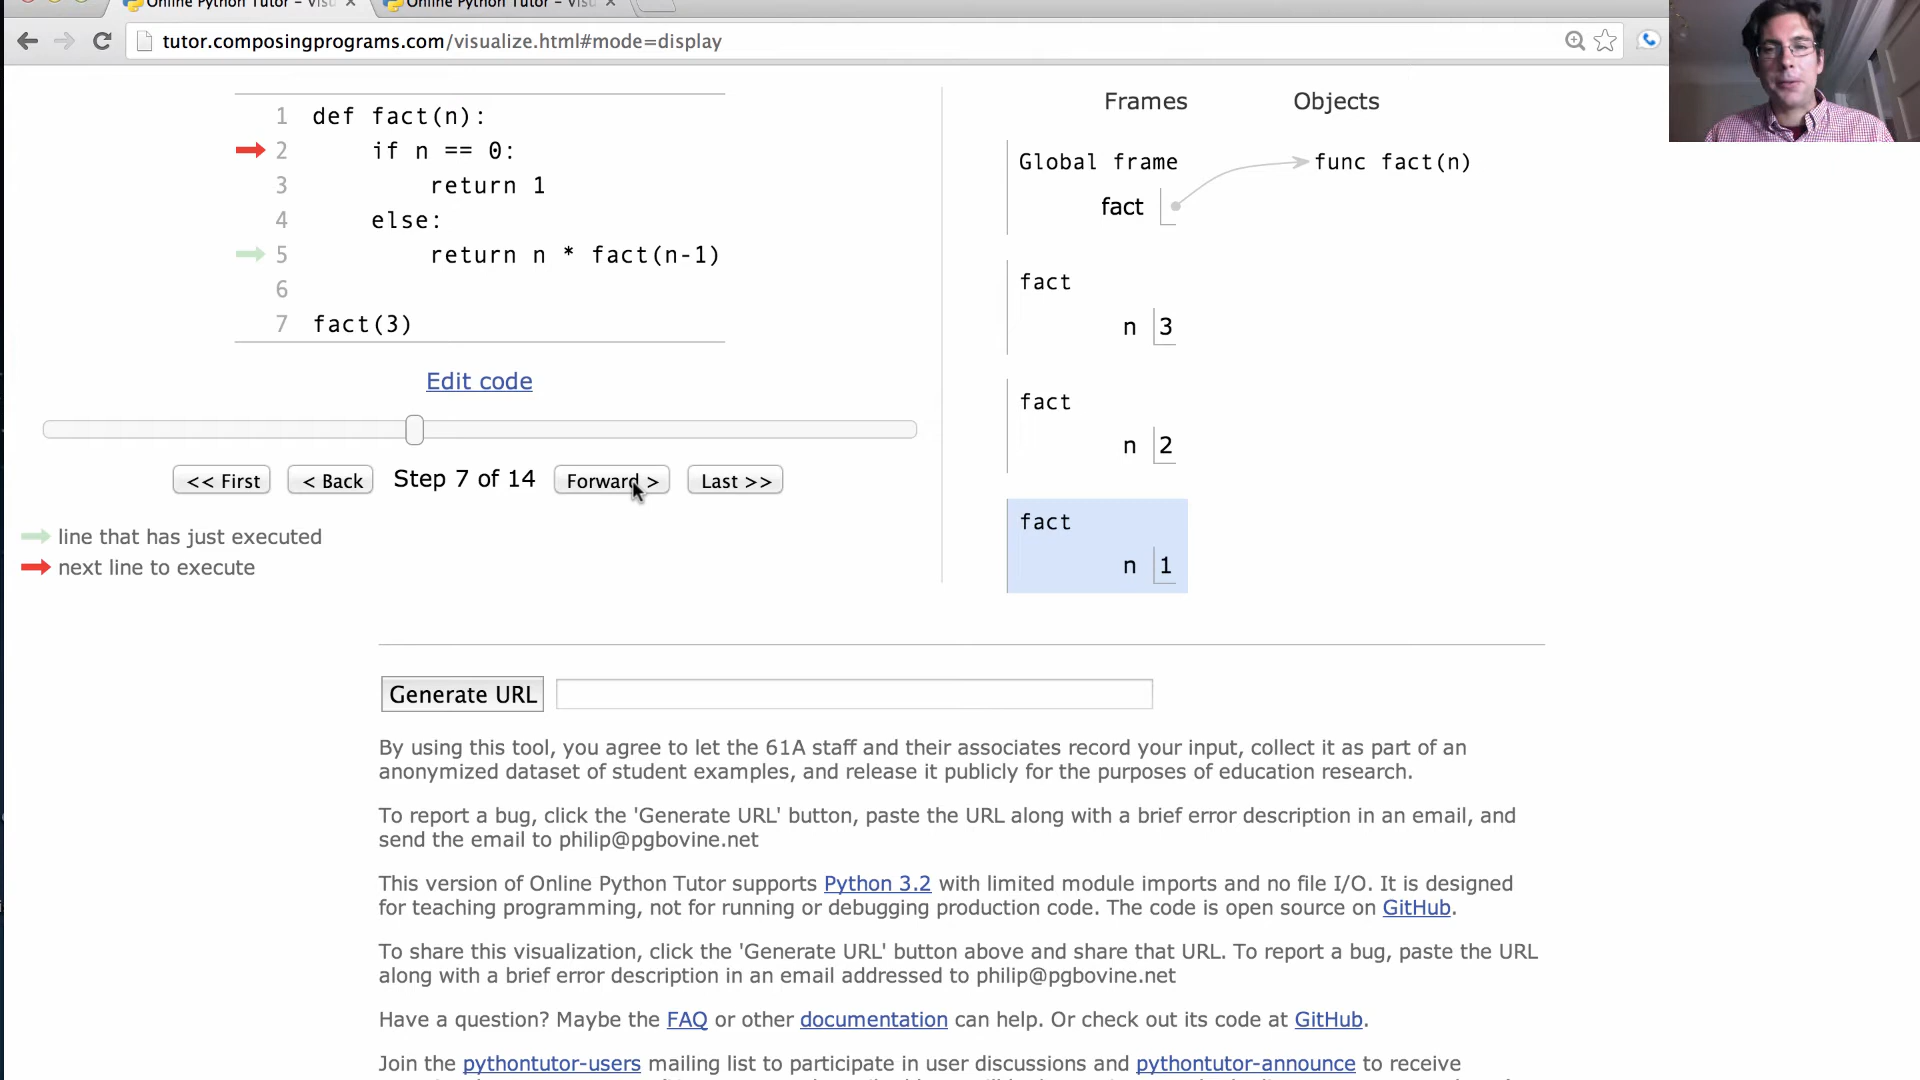 Online Python Tutor - Visu × Online Python Tutor - Visu ×
tutor.composingprograms.com/visualize.html#mode=display
1 def fact(n):
2 if n == 0:
3 return 1
4 else:
5 return n * fact(n-1)
6
7 fact(3)
Edit code
<< First < Back Step 7 of 14 Forward > Last >>
line that has just executed
next line to execute
Frames Objects
Global frame func fact(n)
fact
fact
n 3
fact
n 2
fact
n 1
Generate URL
By using this tool, you agree to let the 61A staff and their associates record your input, collect it as part of an
anonymized dataset of student examples, and release it publicly for the purposes of education research.
To report a bug, click the 'Generate URL' button, paste the URL along with a brief error description in an email, and
send the email to philip@pgbovine.net
This version of Online Python Tutor supports Python 3.2 with limited module imports and no file I/O. It is designed
for teaching programming, not for running or debugging production code. The code is open source on GitHub.
To share this visualization, click the 'Generate URL' button above and share that URL. To report a bug, paste the URL
along with a brief error description in an email addressed to philip@pgbovine.net
Have a question? Maybe the FAQ or other documentation can help. Or check out its code at GitHub.
Join the pythontutor-users mailing list to participate in user discussions and pythontutor-announce to receive